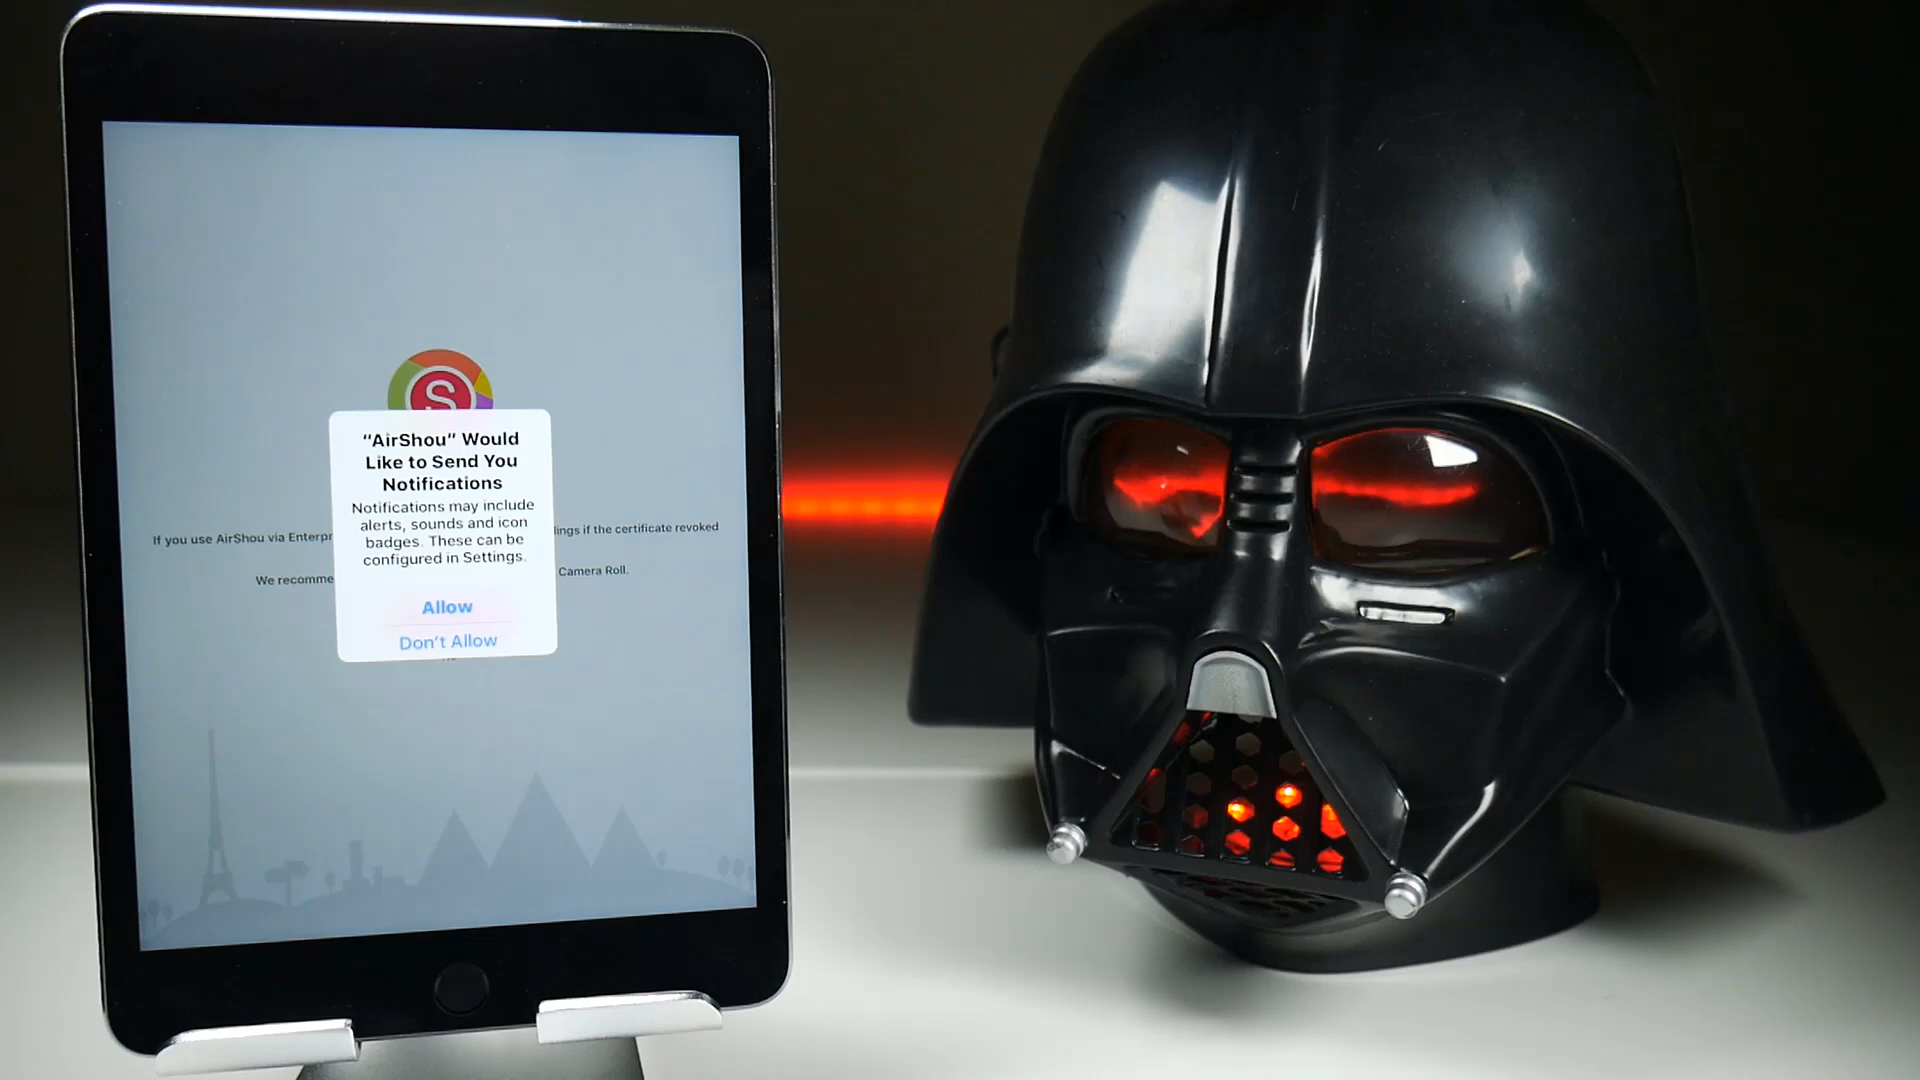 S
“AirShou“ Would
Like to Send You
Notifications
Notifications may include
alerts, sounds and icon
badges. These can be
configured in Settings.
If you use AirShou via Enterpr lings if the certificate revoked
We recomme Camera Roll.
Allow
Don’t Allow